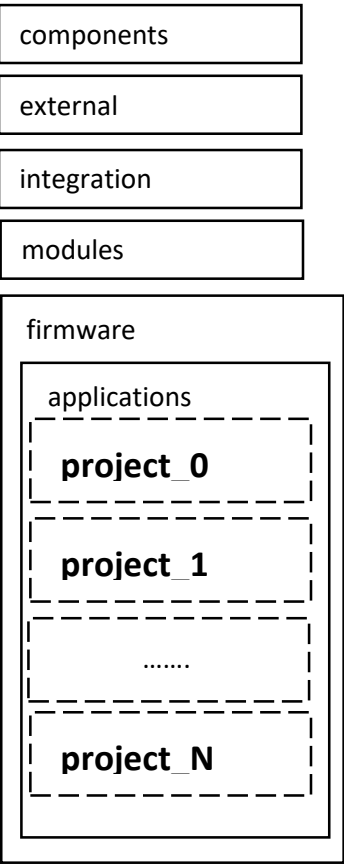 components
external
integration
modules
firmware
applications
project_0
project_1
.......
project_N